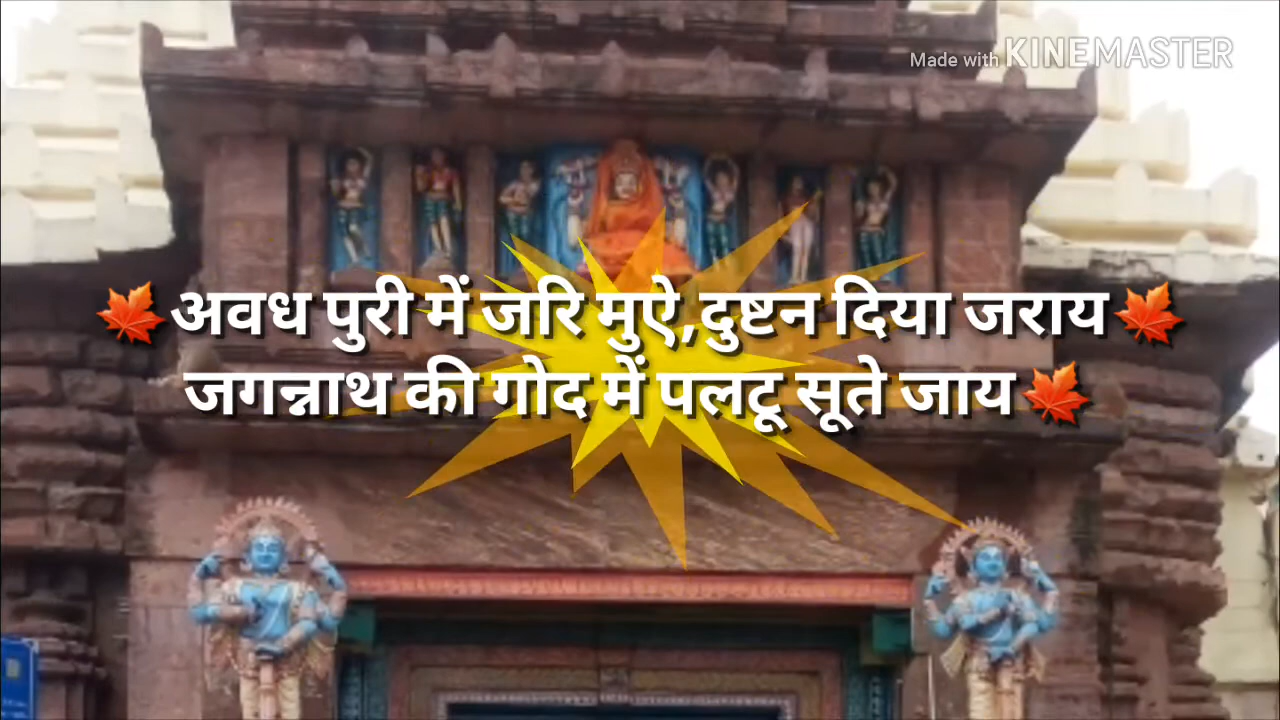 Made with KINEMASTER
🍁अवध पुरी में जरि मुऐ,दुष्टन दिया जराय🍁
जगन्नाथ की गोद में पलटू सूते जाय🍁